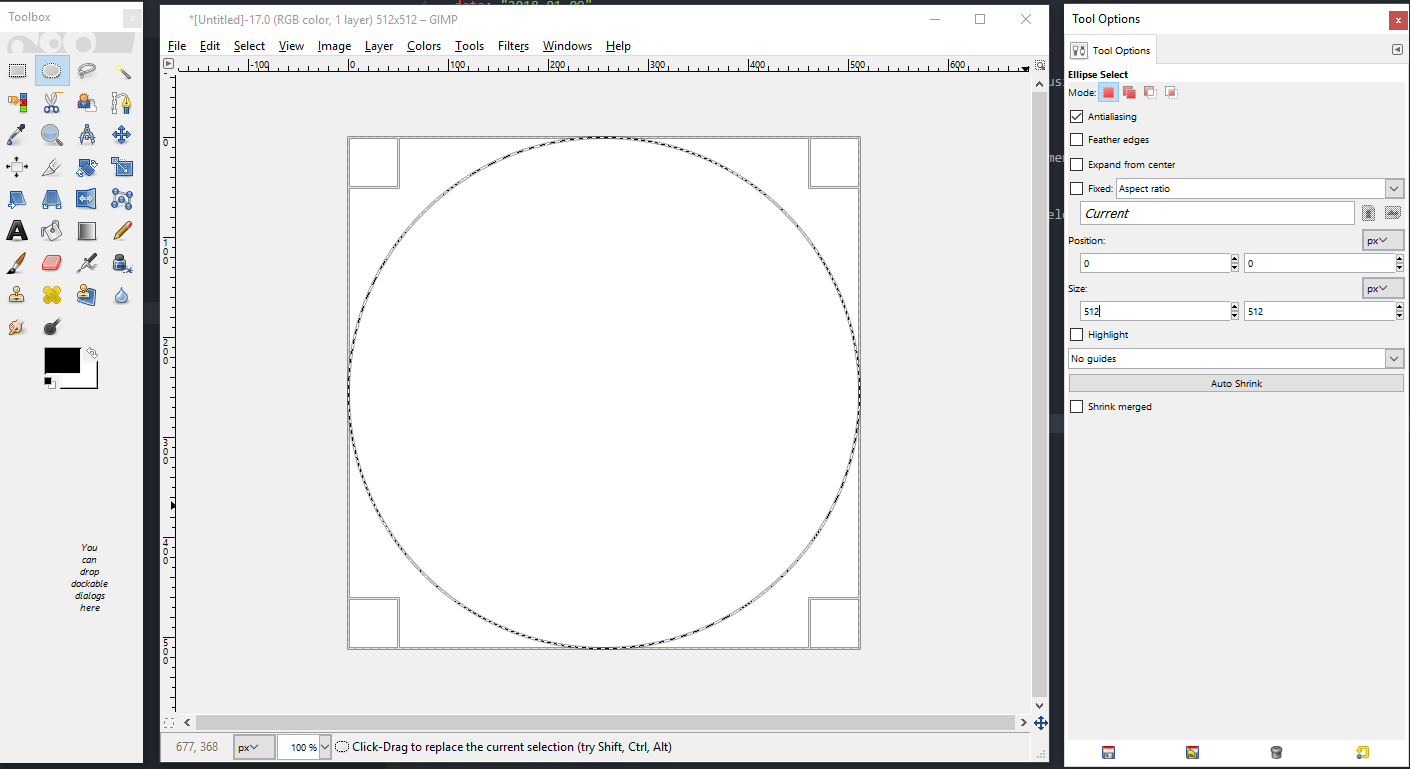 Toolbox
You
can
drop
dockable
dialogs
here
date: "2018-01-09"
*[Untitled]-17.0 (RGB color, 1 layer) 512x512 – GIMP
File Edit Select View Image Layer Colors Tools Filters Windows Help
-100 0 100 200 300 400 500 600
0
100
200
300
400
500
677, 368 px 100 % Click-Drag to replace the current selection (try Shift, Ctrl, Alt)
Tool Options
Tool Options
Ellipse Select
Mode:
Antialiasing
Feather edges
Expand from center
Fixed: Aspect ratio
Current
Position: px
0 0
Size: px
512 512
Highlight
No guides
Auto Shrink
Shrink merged